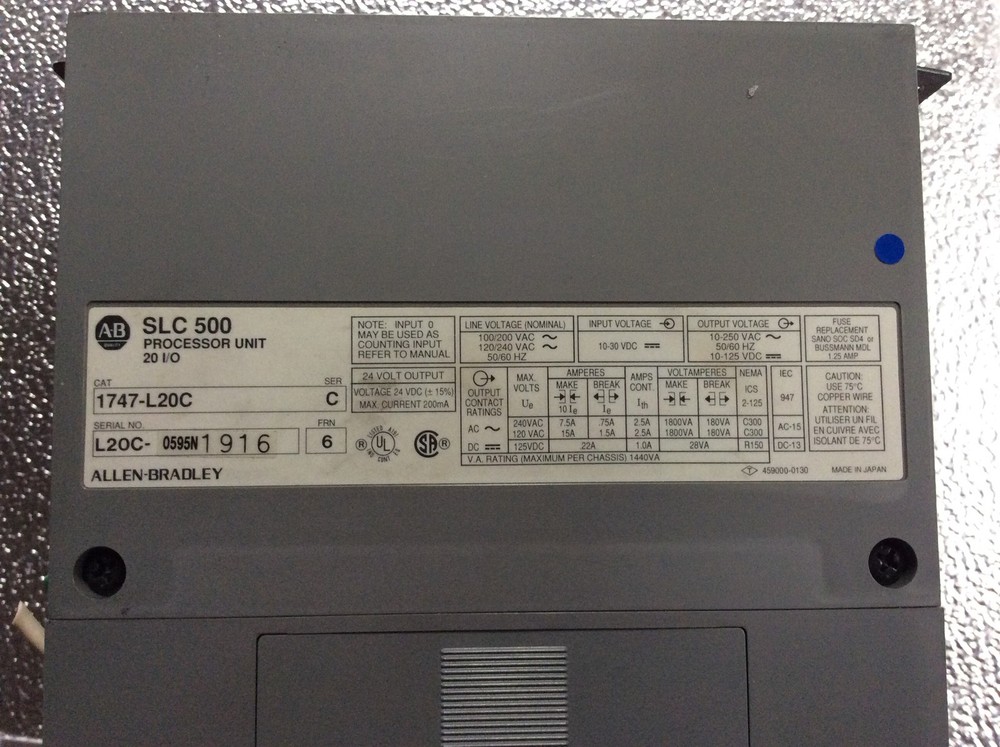 AB
QUALITY
SLC 500
PROCESSOR UNIT
20 I/O
CAT
SER
1747-L20C C
SERIAL NO.
FRN
L20C- 0595N1916
6
ALLEN-BRADLEY
NOTE: INPUT 0
MAY BE USED AS
COUNTING INPUT
REFER TO MANUAL
24 VOLT OUTPUT
VOLTAGE 24 VDC (± 15%)
MAX. CURRENT 200mA
LISTED
UL
IND CONT EQ
SA
LINE VOLTAGE (NOMINAL)
100/200 VAC ~
120/240 VAC ~
50/60 HZ
INPUT VOLTAGE
10-30 VDC
OUTPUT VOLTAGE
10-250 VAC ~
50/60 HZ
10-125 VDC
FUSE
REPLACEMENT
SANO SOC SD4 or
BUSSMANN MDL
1.25 AMP
OUTPUT
CONTACT
RATINGS
MAX.
VOLTS
Ue
AMPERES
MAKE BREAK
10 Ie Ie
AMPS
CONT.
Ith
VOLTAMPERES
MAKE BREAK
NEMA
ICS
2-125
IEC
947
AC ~ 240VAC 7.5A .75A 2.5A 1800VA 180VA C300 AC-15
120 VAC 15A 1.5A 2.5A 1800VA 180VA C300
DC 125VDC .22A 1.0A 28VA R150 DC-13
V.A. RATING (MAXIMUM PER CHASSIS) 1440VA
CAUTION:
USE 75°C
COPPER WIRE
ATTENTION:
UTILISER UN FIL
EN CUIVRE AVEC
ISOLANT DE 75°C
T 459000-0130 MADE IN JAPAN